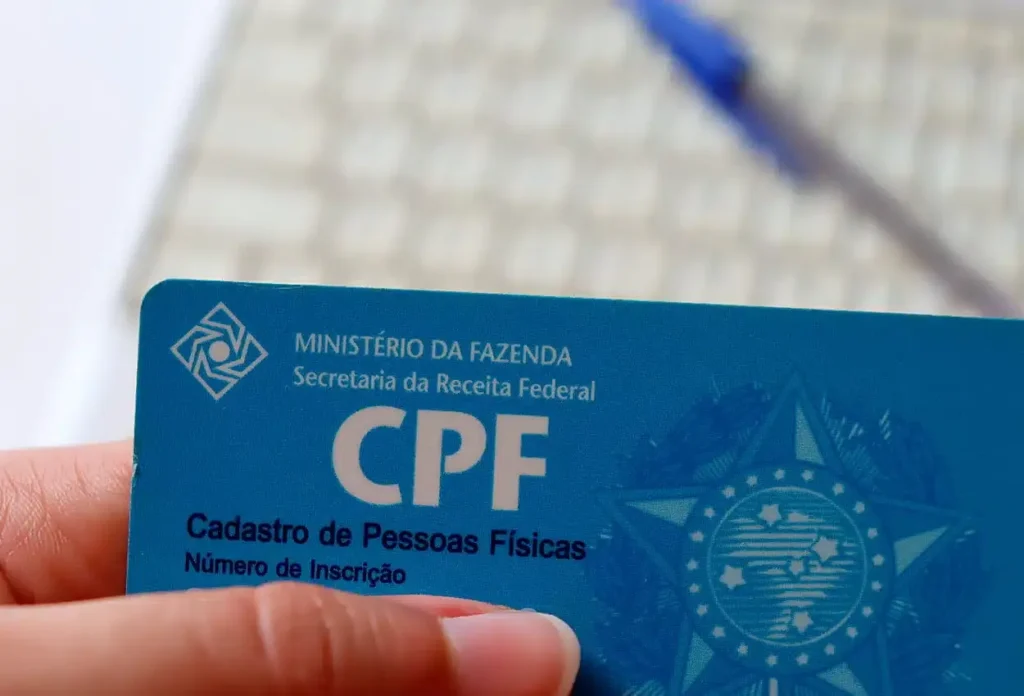 MINISTÉRIO DA FAZENDA
Secretaria da Receita Federal
CPF
Cadastro de Pessoas Físicas
Número de Inscrição